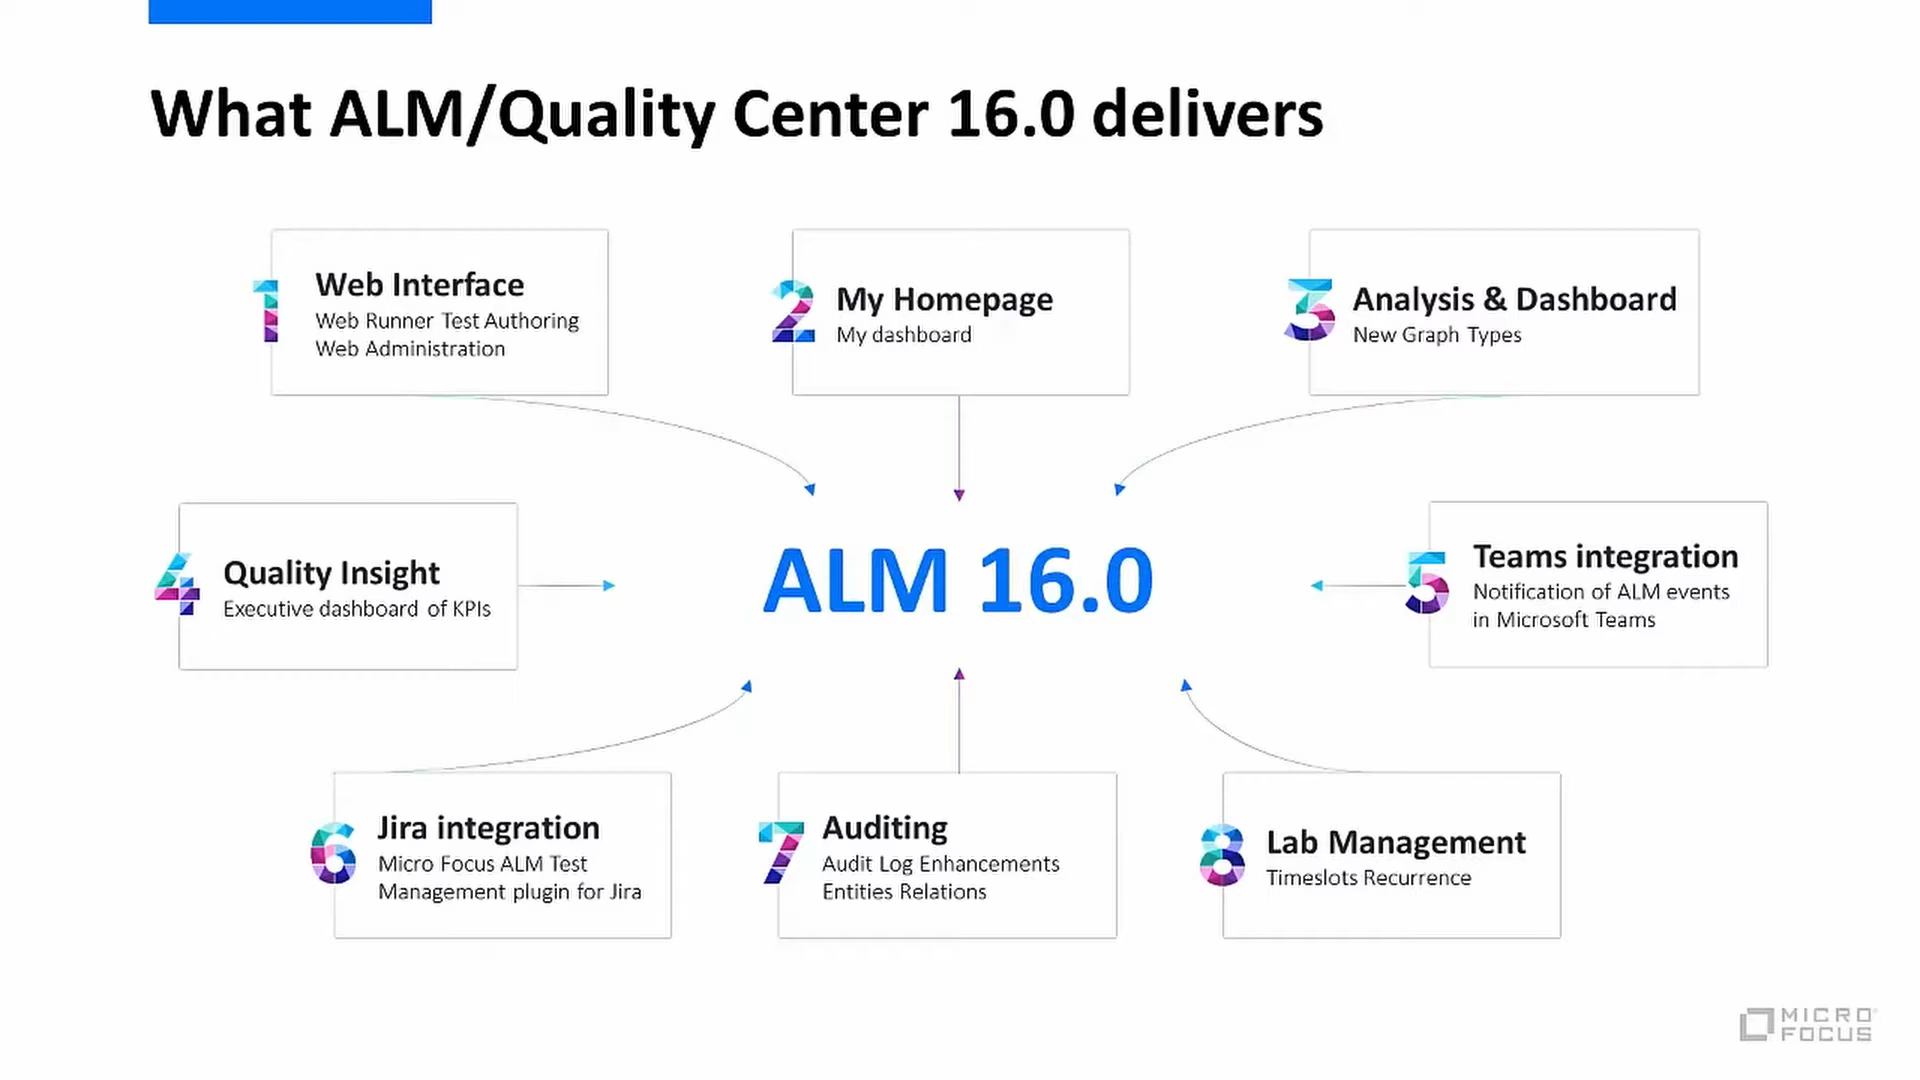 What ALM/Quality Center 16.0 delivers
1
Web Interface
Web Runner Test Authoring
Web Administration
2
My Homepage
My dashboard
3
Analysis & Dashboard
New Graph Types
4
Quality Insight
Executive dashboard of KPIs
ALM 16.0
5
Teams integration
Notification of ALM events
in Microsoft Teams
6
Jira integration
Micro Focus ALM Test
Management plugin for Jira
7
Auditing
Audit Log Enhancements
Entities Relations
8
Lab Management
Timeslots Recurrence
MICRO
FOCUS